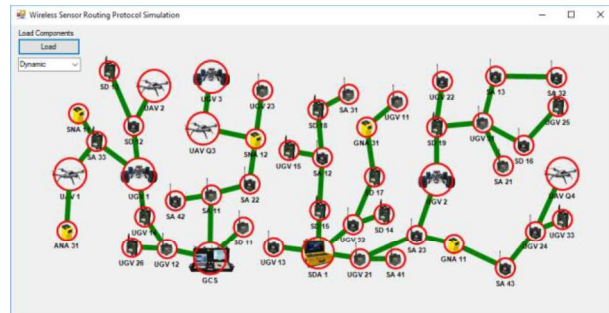 Wireless Sensor Routing Protocol Simulation
Load Components
Load
Dynamic
SD 13
UAV 2
UGV 3
UGV 23
SD 18
SA 31
UGV 11
UGV 22
SA 13
SA 32
SD 12
UAV Q3
SNA 12
GNA 31
SD 19
UGV 25
SA 33
UGV 15
SA 12
SD 16
UAV 1
UGV 1
SA 42
SA 11
SA 22
SD 17
UGV 2
SA 21
UAV Q4
ANA 31
SD 11
SD 15
SD 14
SA 23
GNA 11
UGV 24
UGV 33
UGV 26
UGV 12
GCS
UGV 13
SDA 1
UGV 21
SA 41
SA 43